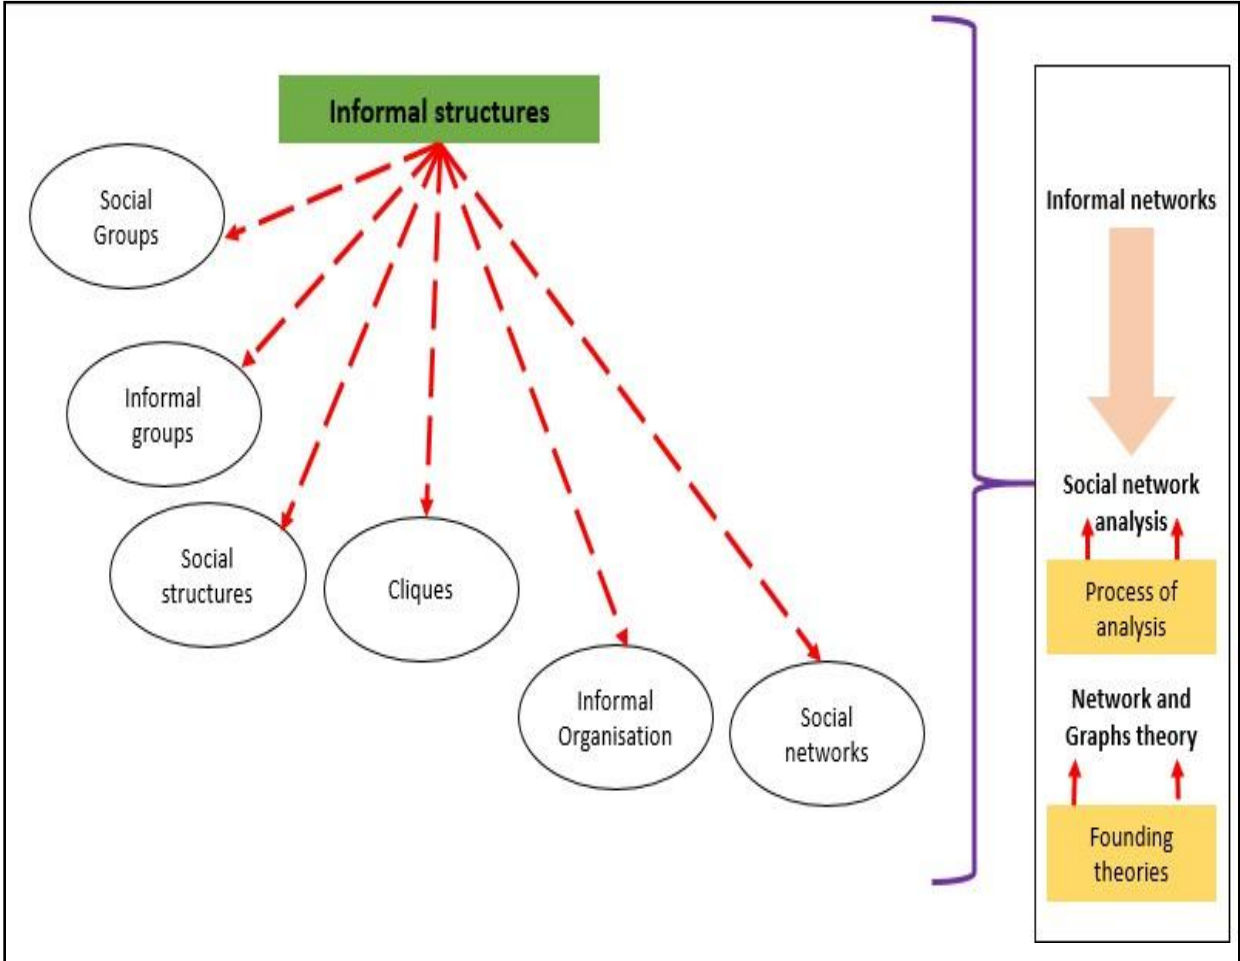 Informal structures
Social
Groups
Informal
groups
Social
structures
Cliques
Informal
Organisation
Social
networks
Informal networks
Social network
analysis
Process of
analysis
Network and
Graphs theory
Founding
theories